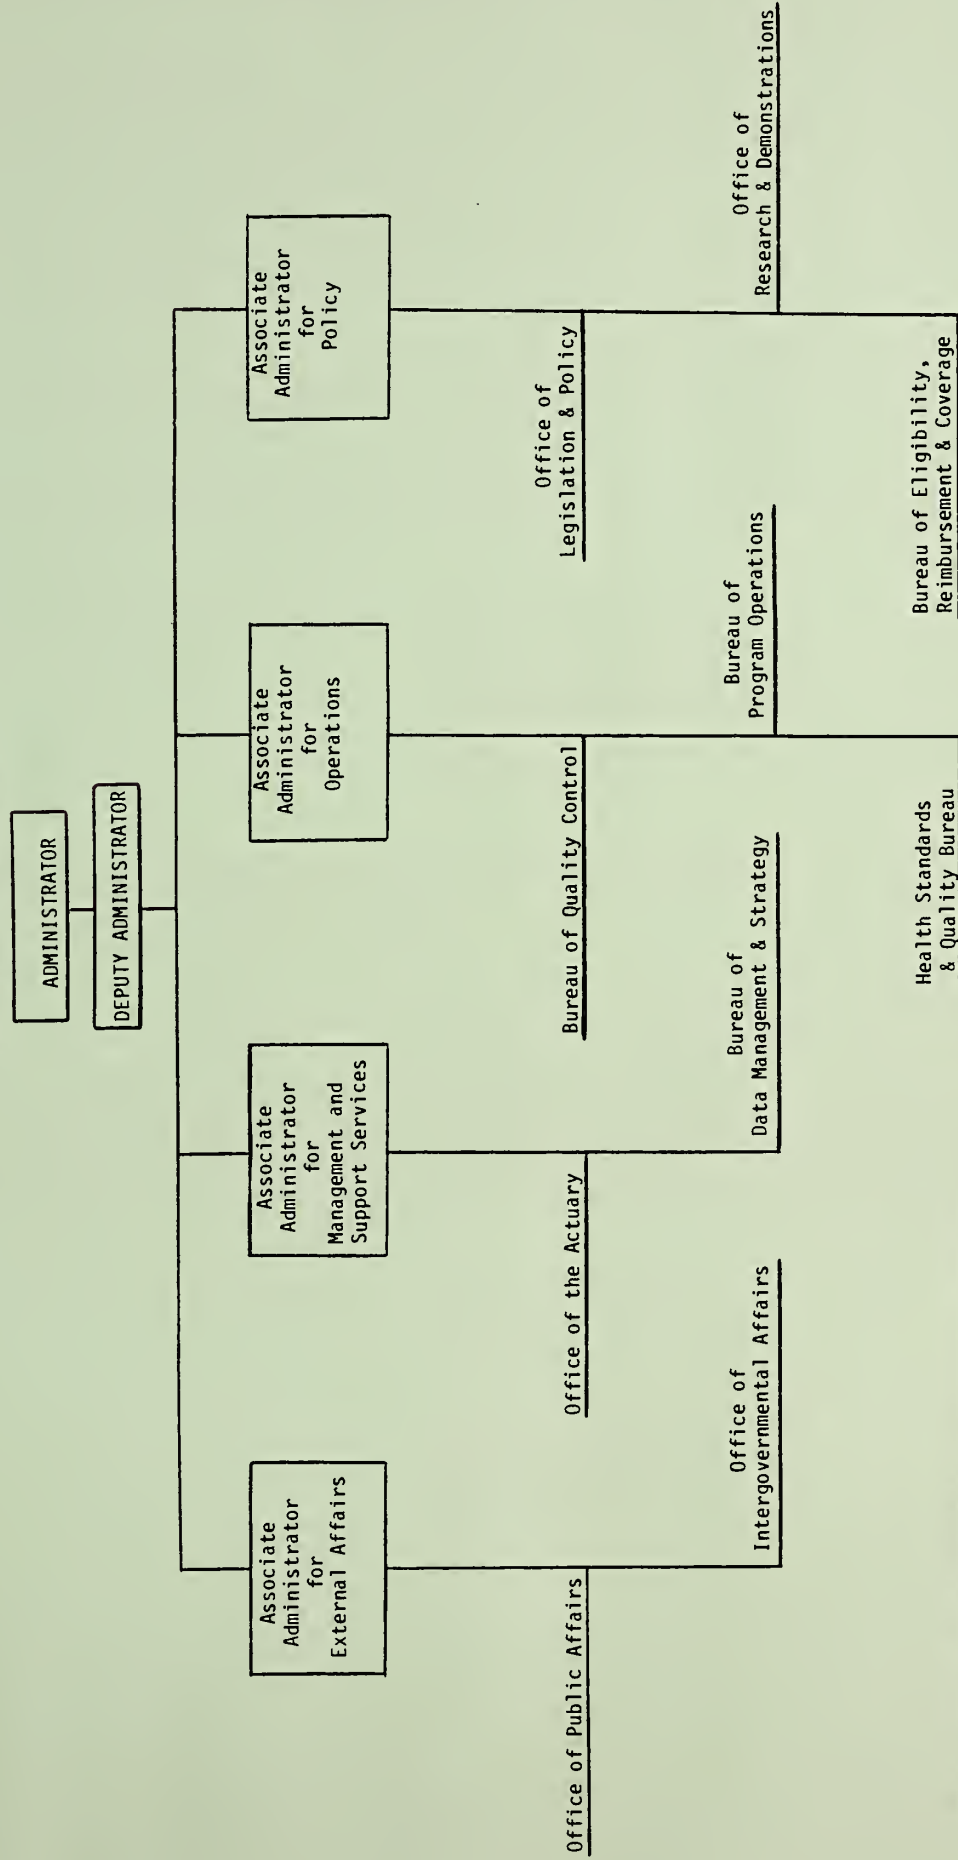 ADMINISTRATOR
DEPUTY ADMINISTRATOR
Associate
Administrator
for
External Affairs
Associate
Administrator
for
Management and
Support Services
Associate
Administrator
for
Operations
Associate
Administrator
for
Policy
Office of Public Affairs
Office of the Actuary
Bureau of Quality Control
Office of
Legislation & Policy
Office of
Intergovernmental Affairs
Bureau of
Data Management & Strategy
Bureau of
Program Operations
Office of
Research & Demonstrations
Health Standards
& Quality Bureau
Bureau of Eligibility,
Reimbursement & Coverage